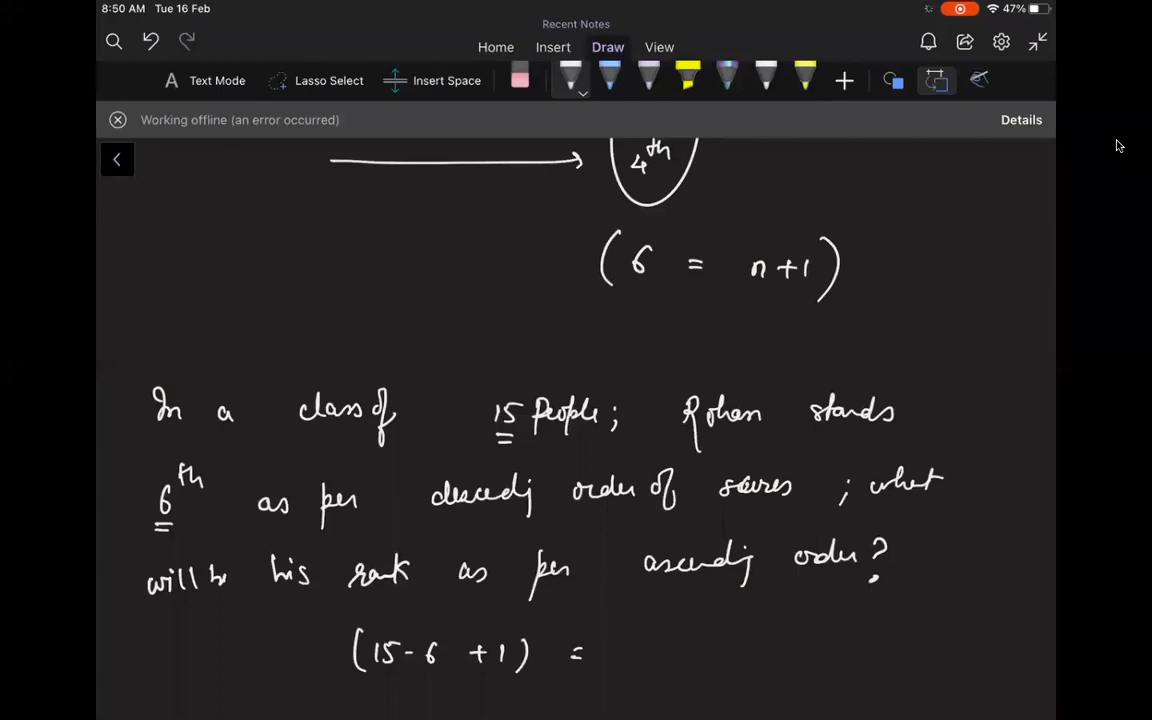 8:50 AM Tue 16 Feb
47%
Recent Notes
Home Insert Draw View
Text Mode Lasso Select Insert Space
Working offline (an error occurred) Details
4th
(6 = n+1)
In a class of 15 People; Rohan stands
6th as per descedj order of scores ; what
will be his rank as per ascendj order?
(15-6 +1) =